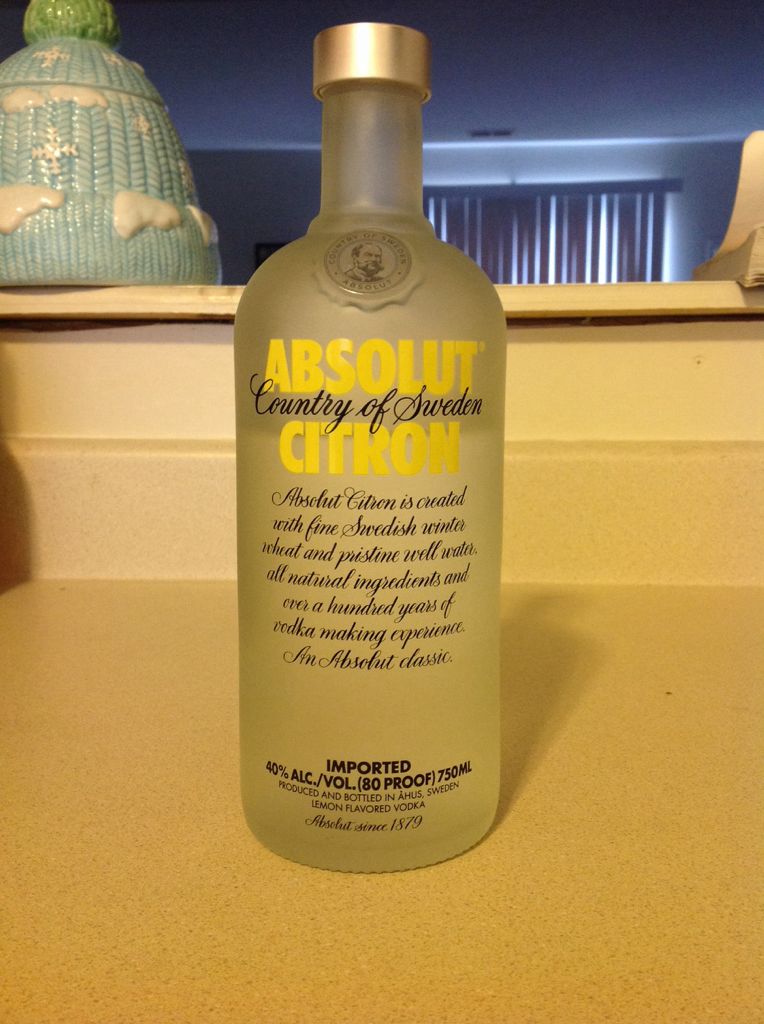 COUNTRY OF SWEDEN
ABSOLUT
ABSOLUT
Country of Sweden
CITRON
Absolut Citron is created
with fine Swedish winter
wheat and pristine well water,
all natural ingredients and
over a hundred years of
vodka making experience.
An Absolut classic.
IMPORTED
40% ALC./VOL.(80 PROOF) 750ML
PRODUCED AND BOTTLED IN ÅHUS, SWEDEN
LEMON FLAVORED VODKA
Absolut since 1879